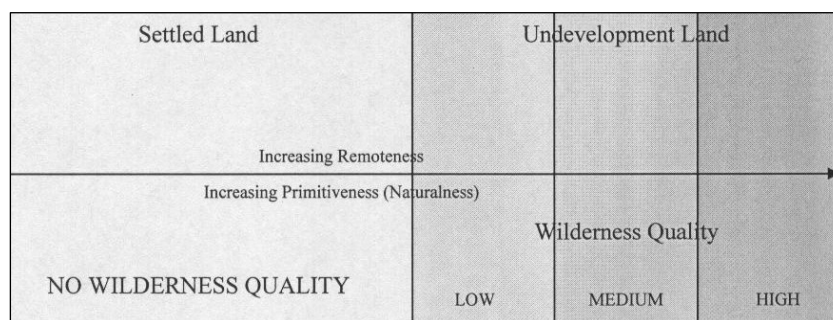 Settled Land
Undevelopment Land
Increasing Remoteness
Increasing Primitiveness (Naturalness)
Wilderness Quality
NO WILDERNESS QUALITY
LOW
MEDIUM
HIGH